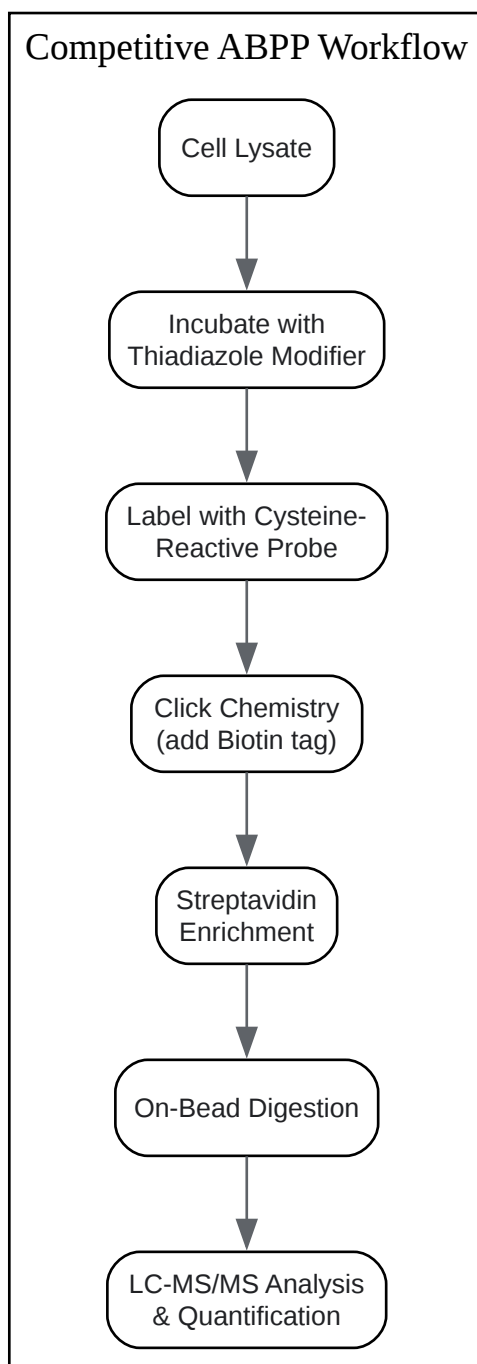 Competitive ABPP Workflow
Cell Lysate
Incubate with
Thiadiazole Modifier
Label with Cysteine-
Reactive Probe
Click Chemistry
(add Biotin tag)
Streptavidin
Enrichment
On-Bead Digestion
LC-MS/MS Analysis
& Quantification